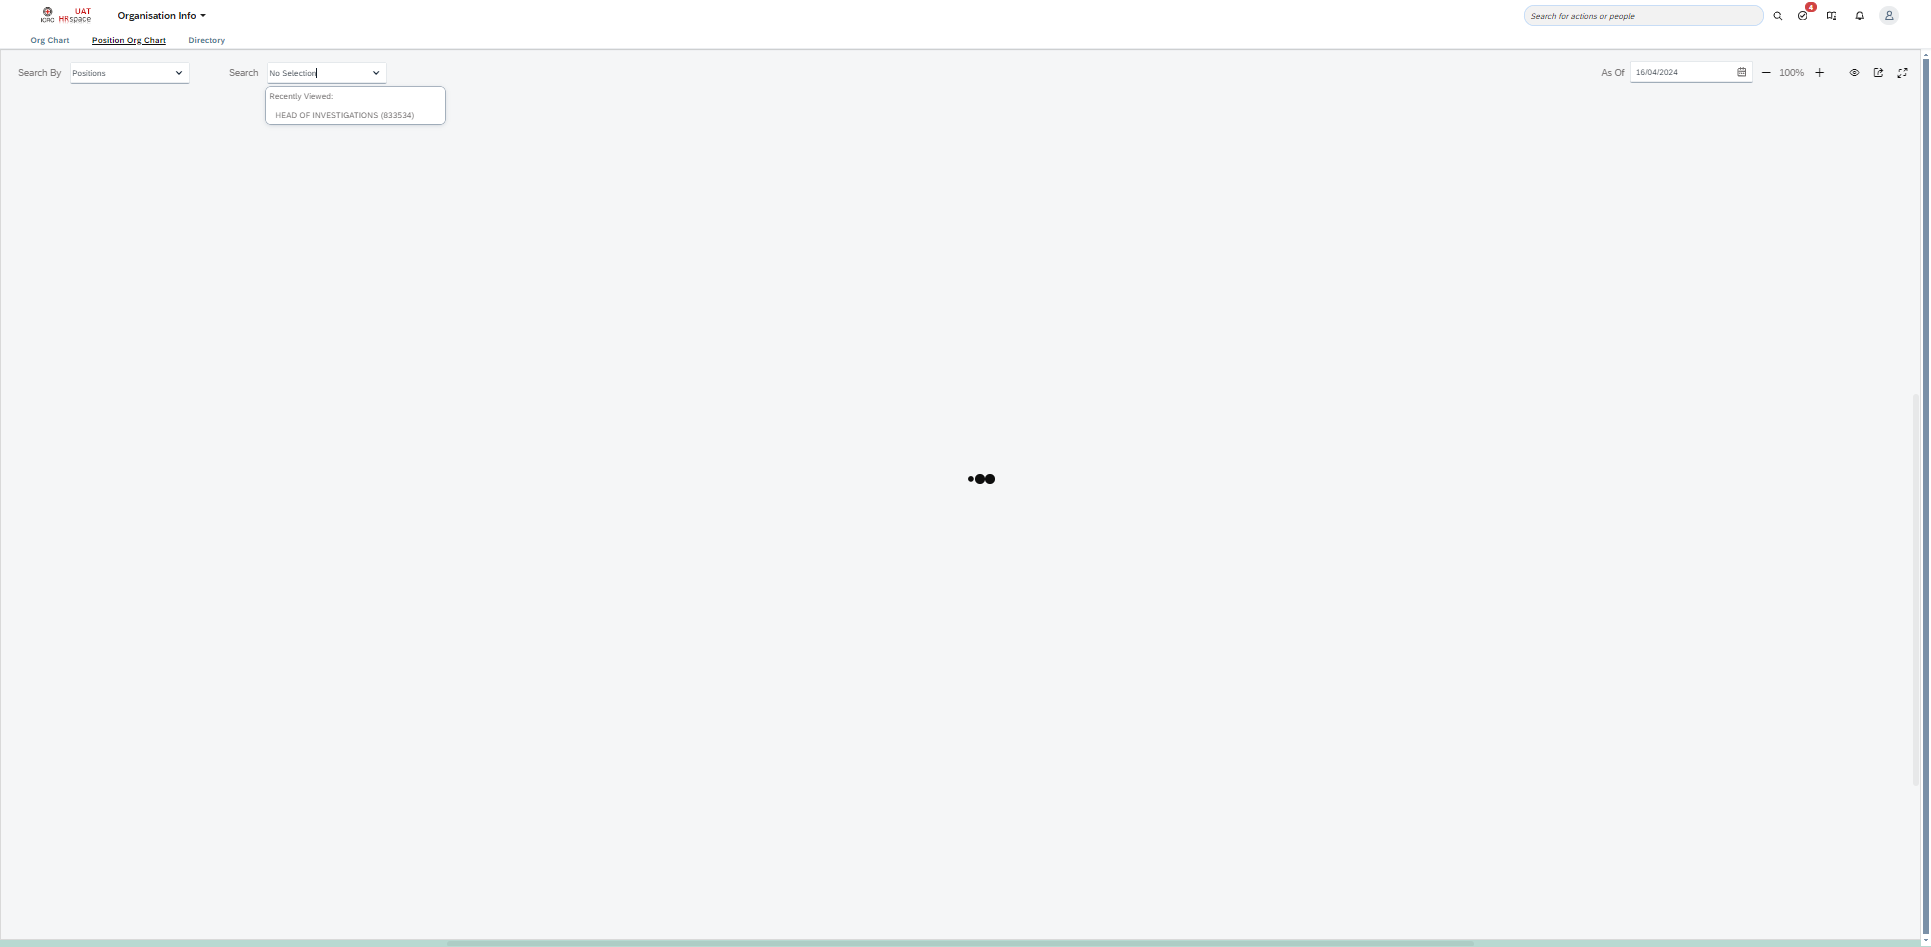 ICRC
UAT
HRspace
Organisation Info
Search for actions or people
4
Org Chart
Position Org Chart
Directory
Search By
Positions
Search
No Selection
As Of
16/04/2024
100%
Recently Viewed:
HEAD OF INVESTIGATIONS (833534)